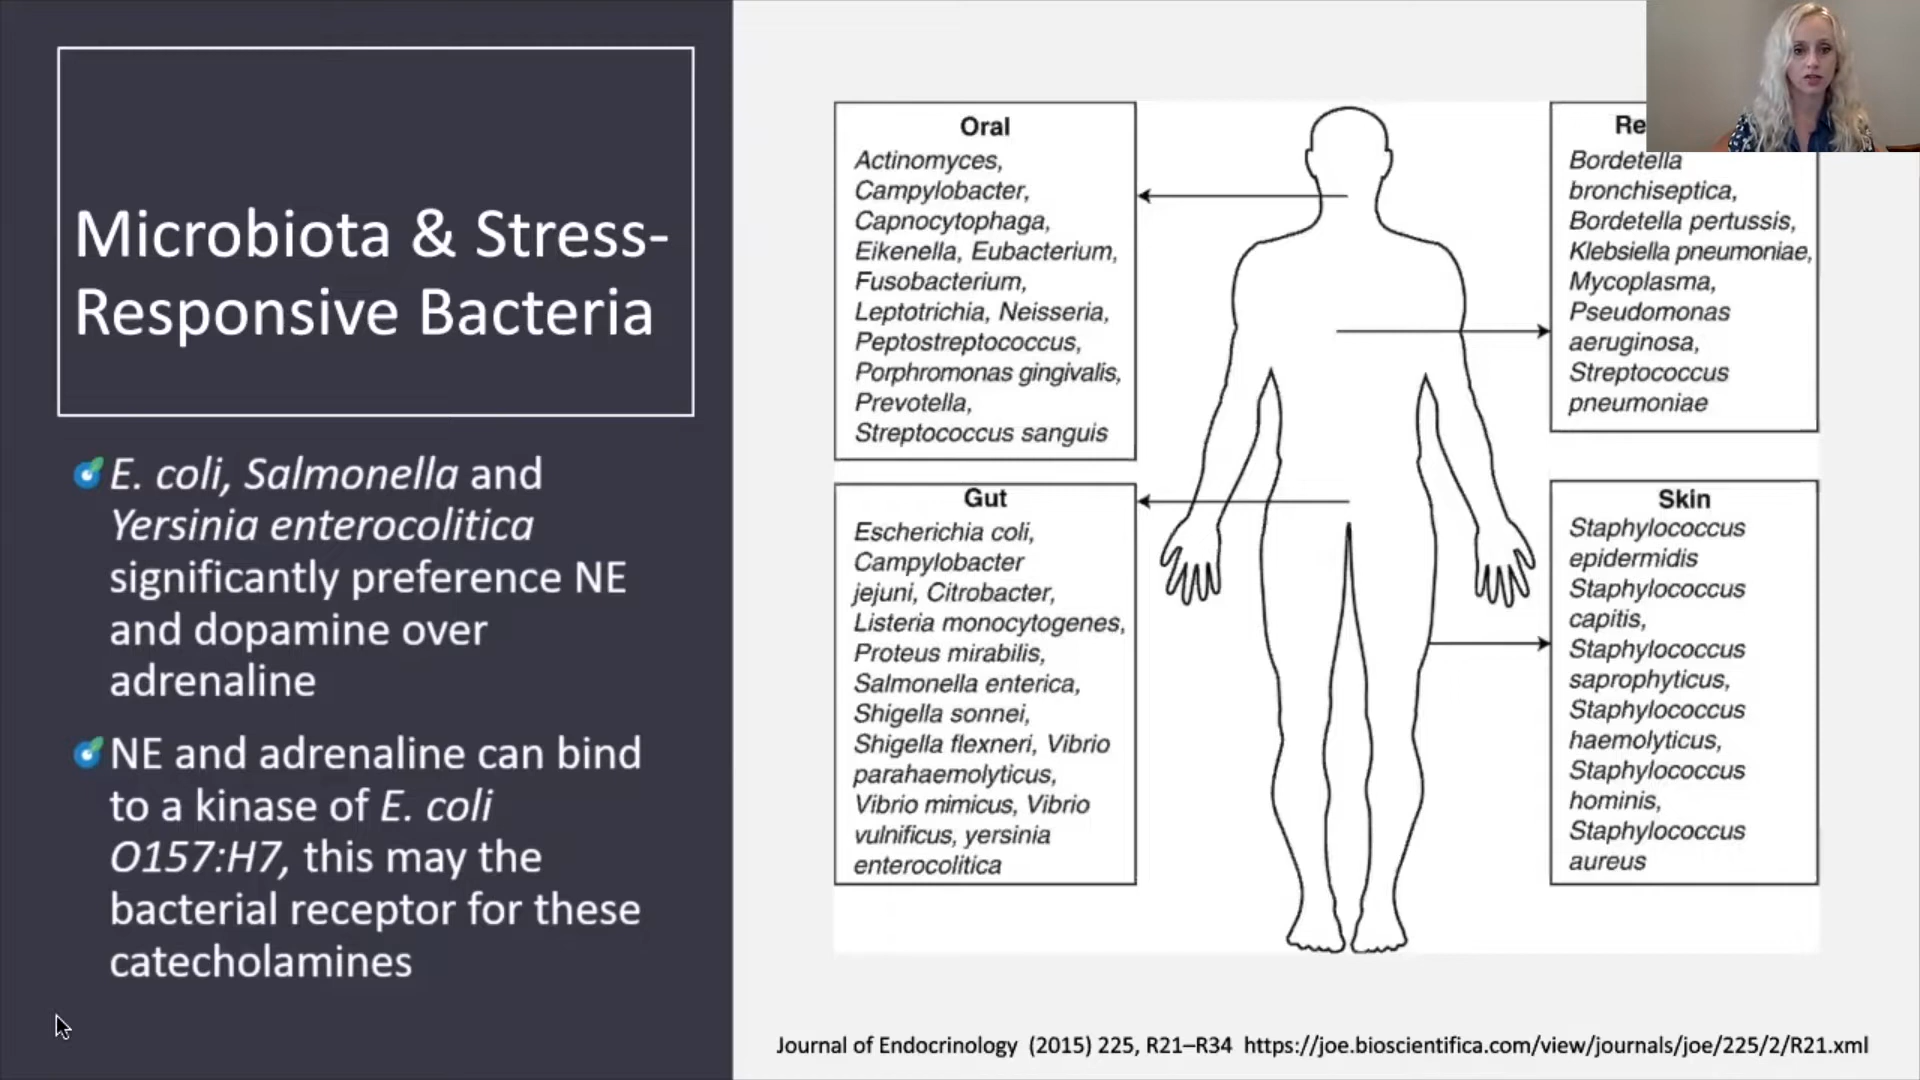 Microbiota & Stress-
Responsive Bacteria
E. coli, Salmonella and
Yersinia enterocolitica
significantly preference NE
and dopamine over
adrenaline
NE and adrenaline can bind
to a kinase of E. coli
O157:H7, this may the
bacterial receptor for these
catecholamines
Oral
Actinomyces,
Campylobacter,
Capnocytophaga,
Eikenella, Eubacterium,
Fusobacterium,
Leptotrichia, Neisseria,
Peptostreptococcus,
Porphromonas gingivalis,
Prevotella,
Streptococcus sanguis
Gut
Escherichia coli,
Campylobacter
jejuni, Citrobacter,
Listeria monocytogenes,
Proteus mirabilis,
Salmonella enterica,
Shigella sonnei,
Shigella flexneri, Vibrio
parahaemolyticus,
Vibrio mimicus, Vibrio
vulnificus, yersinia
enterocolitica
Bordetella
bronchiseptica,
Bordetella pertussis,
Klebsiella pneumoniae,
Mycoplasma,
Pseudomonas
aeruginosa,
Streptococcus
pneumoniae
Skin
Staphylococcus
epidermidis
Staphylococcus
capitis,
Staphylococcus
saprophyticus,
Staphylococcus
haemolyticus,
Staphylococcus
hominis,
Staphylococcus
aureus
Journal of Endocrinology (2015) 225, R21–R34 https://joe.bioscientifica.com/view/journals/joe/225/2/R21.xml